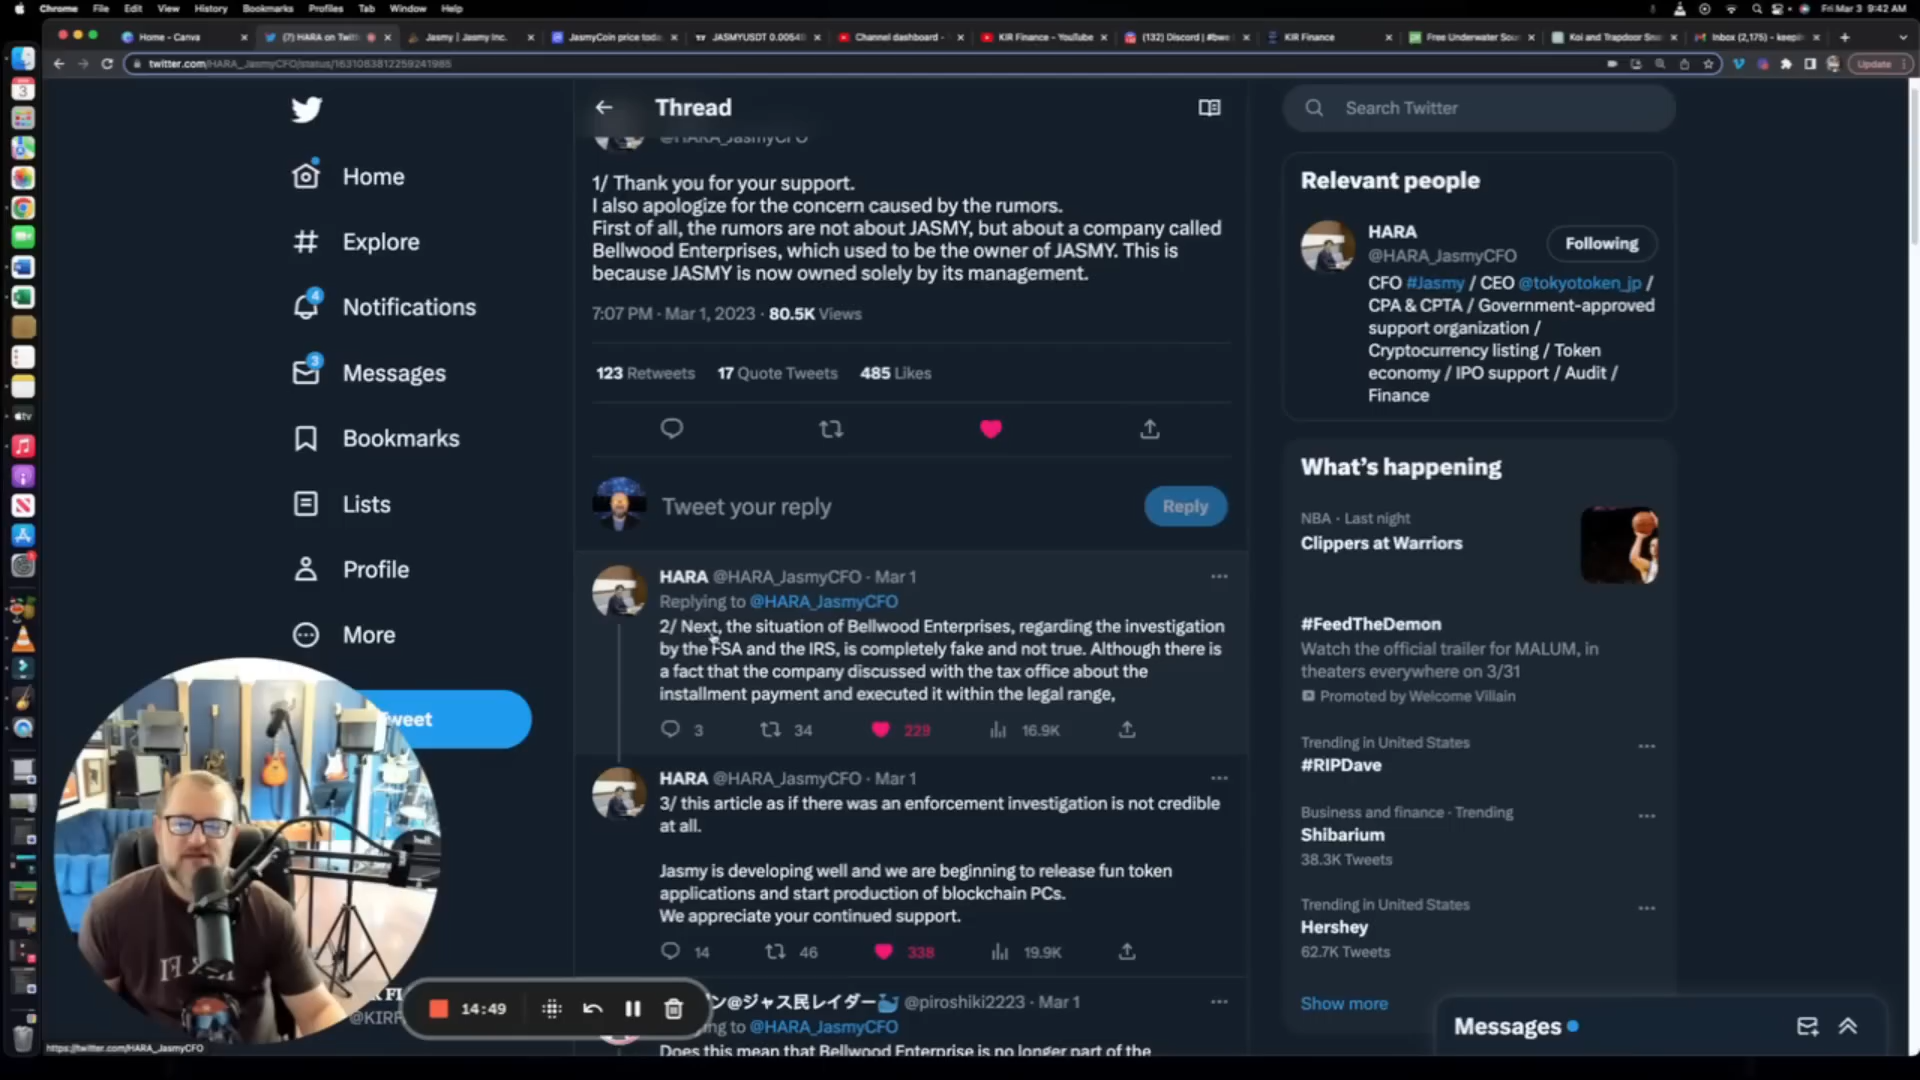 Chrome File Edit View History Bookmarks Profiles Tab Window Help
Fri Mar 3 9:42 AM
Home - Canva
(7) HARA on Twit
Jasmy | Jasmy Inc.
JasmyCoin price toda
JASMYUSDT 0.0054
Channel dashboard -
KIR Finance - YouTube
(132) Discord | #bwe
KIR Finance
Free Underwater Sou
Koi and Trapdoor Sna
Inbox (2,175) - keepin
twitter.com/HARA_JasmyCFO/status/1631083812259241985
Update
Home
Explore
4
Notifications
3
Messages
Bookmarks
Lists
Profile
More
Tweet
Thread
@HARA_JasmyCFO
1/ Thank you for your support.
I also apologize for the concern caused by the rumors.
First of all, the rumors are not about JASMY, but about a company called
Bellwood Enterprises, which used to be the owner of JASMY. This is
because JASMY is now owned solely by its management.
7:07 PM · Mar 1, 2023 · 80.5K Views
123 Retweets 17 Quote Tweets 485 Likes
Tweet your reply
Reply
HARA @HARA_JasmyCFO · Mar 1
Replying to @HARA_JasmyCFO
2/ Next, the situation of Bellwood Enterprises, regarding the investigation
by the FSA and the IRS, is completely fake and not true. Although there is
a fact that the company discussed with the tax office about the
installment payment and executed it within the legal range,
3 34 229 16.9K
HARA @HARA_JasmyCFO · Mar 1
3/ this article as if there was an enforcement investigation is not credible
at all.
Jasmy is developing well and we are beginning to release fun token
applications and start production of blockchain PCs.
We appreciate your continued support.
14 46 338 19.9K
ン@ジャス民レイダー @piroshiki2223 · Mar 1
ying to @HARA_JasmyCFO
Does this mean that Bellwood Enterprise is no longer part of the
14:49
@KIRF
https://twitter.com/HARA_JasmyCFO
Search Twitter
Relevant people
HARA
@HARA_JasmyCFO
Following
CFO #Jasmy / CEO @tokyotoken_jp /
CPA & CPTA / Government-approved
support organization /
Cryptocurrency listing / Token
economy / IPO support / Audit /
Finance
What's happening
NBA · Last night
Clippers at Warriors
#FeedTheDemon
Watch the official trailer for MALUM, in
theaters everywhere on 3/31
Promoted by Welcome Villain
Trending in United States
#RIPDave
Business and finance · Trending
Shibarium
38.3K Tweets
Trending in United States
Hershey
62.7K Tweets
Show more
Messages